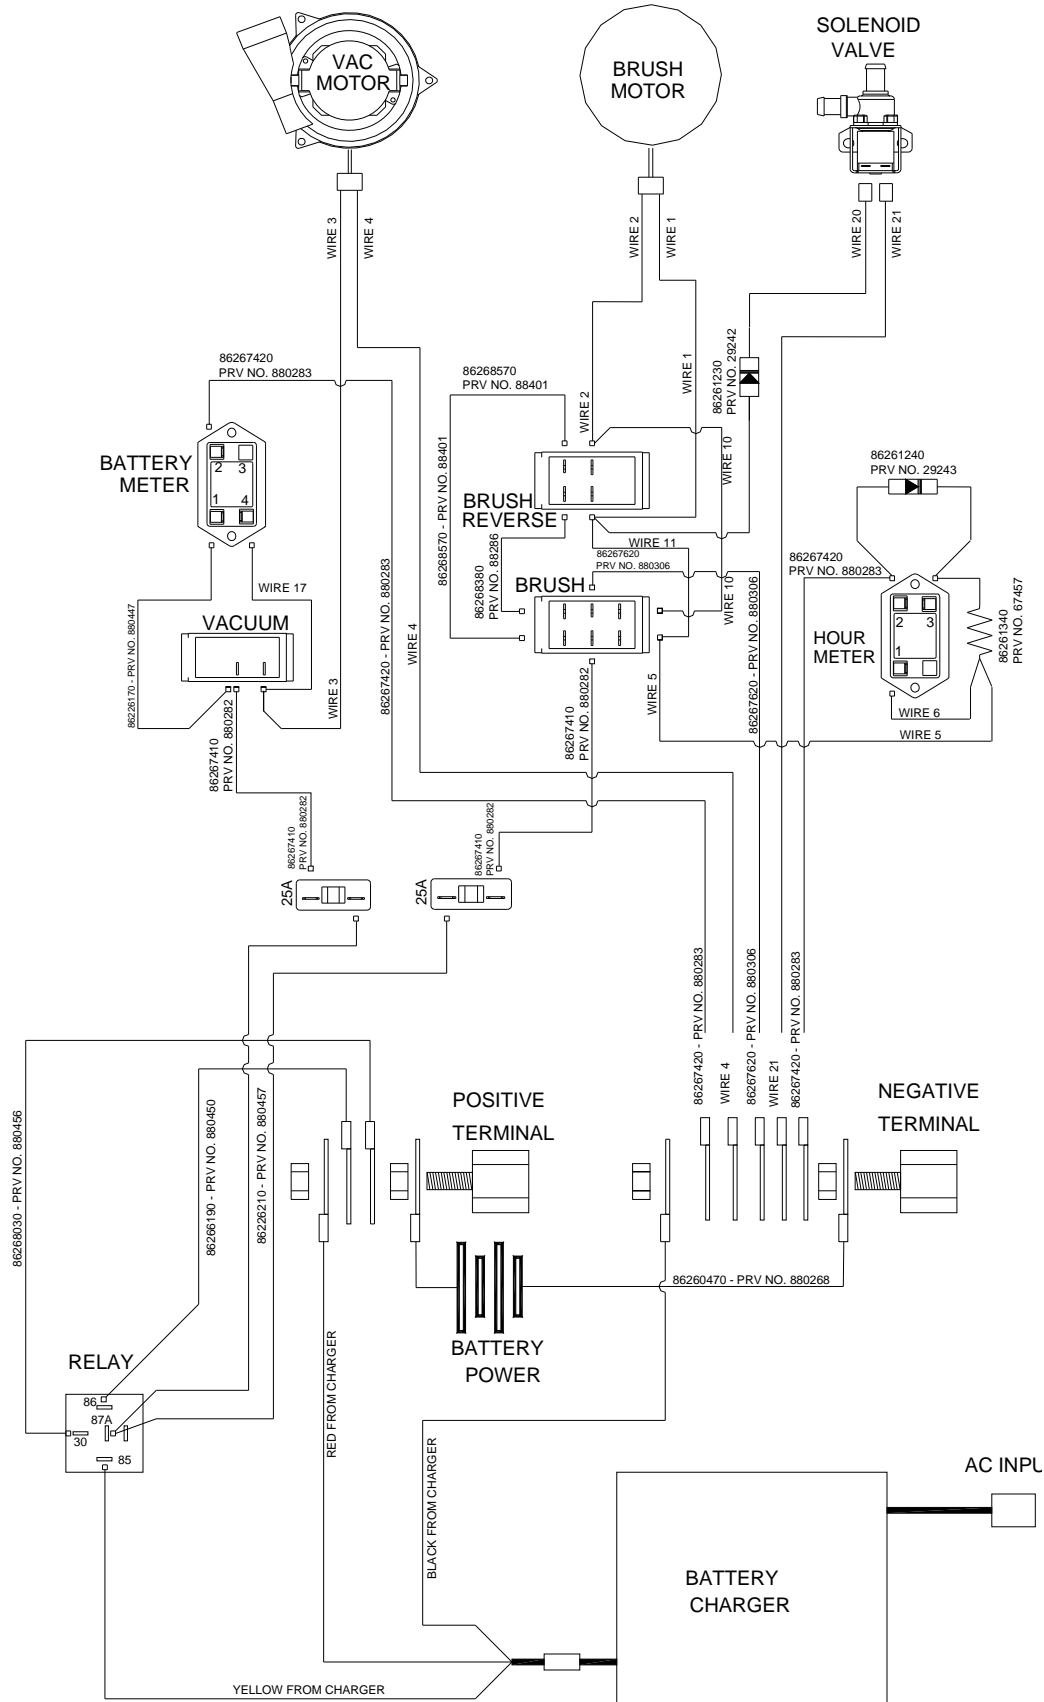 VAC
MOTOR
BRUSH
MOTOR
SOLENOID
VALVE
WIRE 3
WIRE 4
WIRE 2
WIRE 1
WIRE 20
WIRE 21
86267420
PRV NO. 880283
86268570
PRV NO. 88401
WIRE 2
WIRE 1
86261230
PRV NO. 29242
BATTERY
METER
2 3
1 4
86268570 - PRV NO. 88401
WIRE 10
86261240
PRV NO. 29243
BRUSH
REVERSE
WIRE 11
86268380
PRV NO. 88286
86267620
PRV NO. 880306
BRUSH
WIRE 10
86267420
PRV NO. 880283
HOUR
METER
2 3
1
86261340
PRV NO. 67457
WIRE 17
VACUUM
86226170 - PRV NO. 880447
WIRE 3
86267420 - PRV NO. 880283
WIRE 4
86267410
PRV NO. 880282
86267410
PRV NO. 880282
WIRE 5
86267620 - PRV NO. 880306
WIRE 6
WIRE 5
86267410
PRV NO. 880282
86267410
PRV NO. 880282
25A
25A
86267420 - PRV NO. 880283
WIRE 4
86267620 - PRV NO. 880306
WIRE 21
86267420 - PRV NO. 880283
86268030 - PRV NO. 880456
86266190 - PRV NO. 880450
86226210 - PRV NO. 880457
POSITIVE
TERMINAL
NEGATIVE
TERMINAL
86260470 - PRV NO. 880268
BATTERY
POWER
RELAY
86
87A
30
85
RED FROM CHARGER
BLACK FROM CHARGER
YELLOW FROM CHARGER
BATTERY
CHARGER
AC INPU